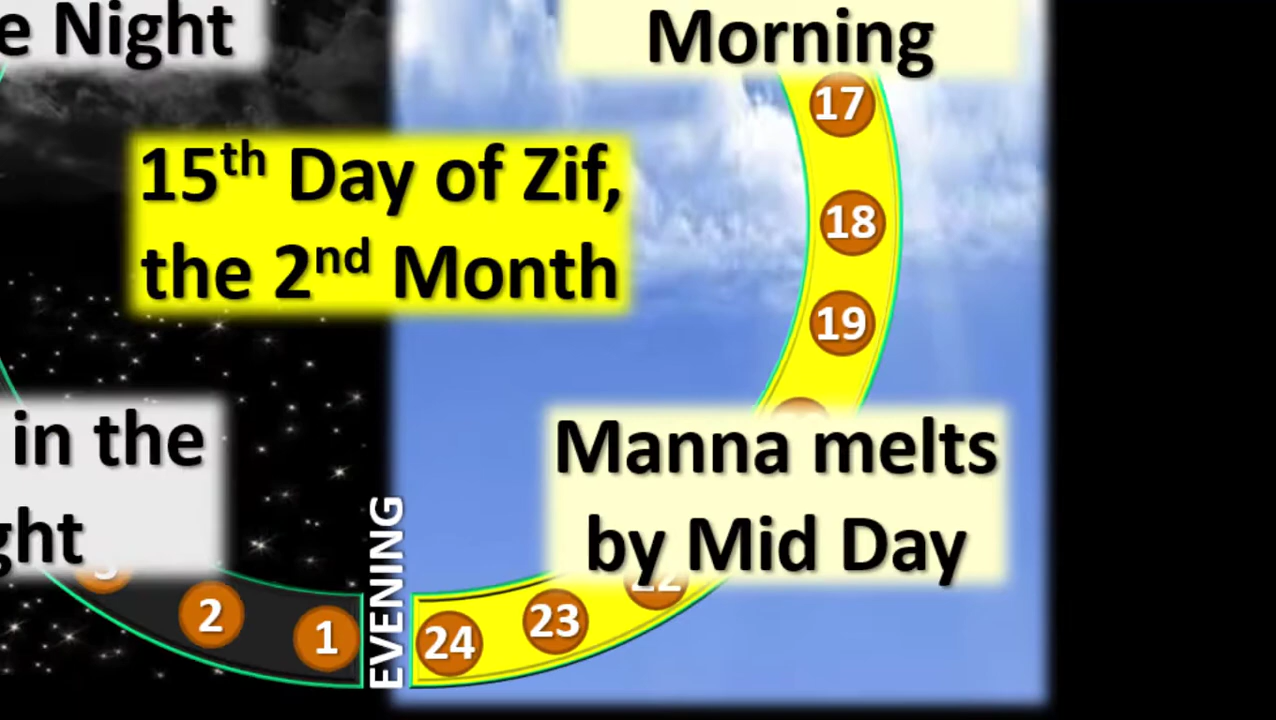 e Night
Morning
17
15th Day of Zif,
the 2nd Month
18
19
in the
ght
Manna melts
by Mid Day
EVENING
2
1
24
23